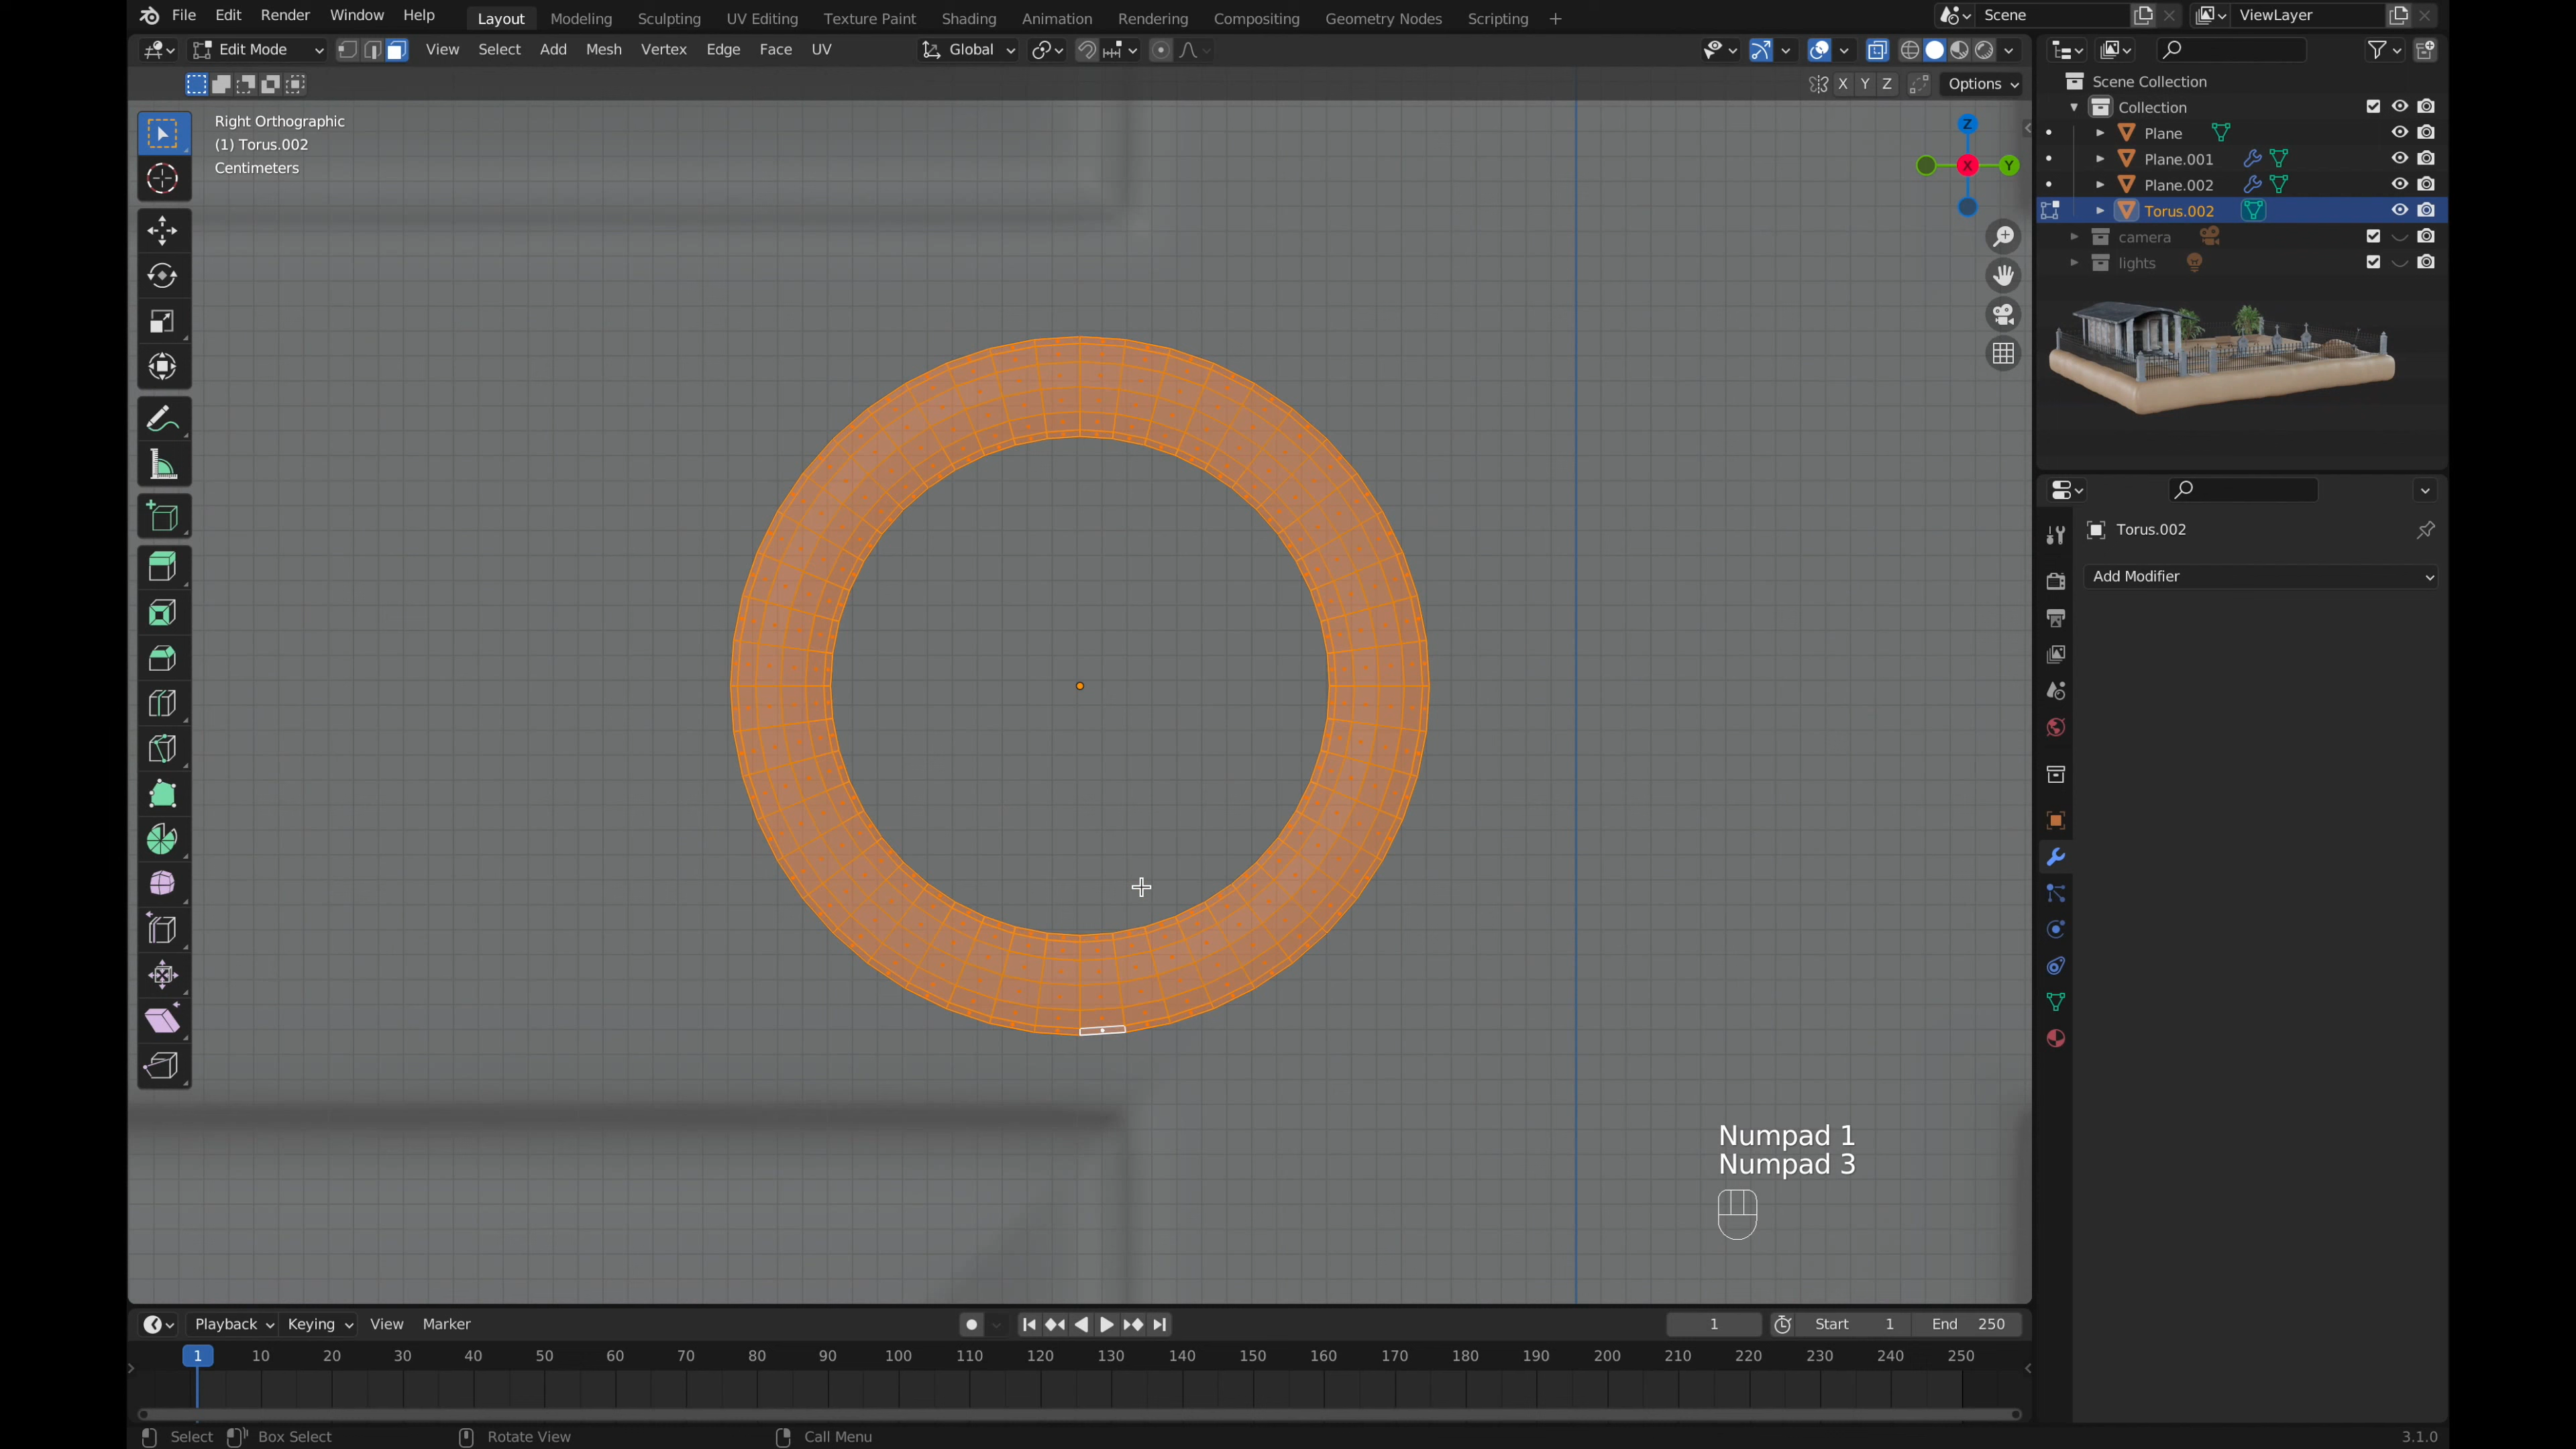 File Edit Render Window Help Layout Modeling Sculpting UV Editing Texture Paint Shading Animation Rendering Compositing Geometry Nodes Scripting + Scene ViewLayer
Edit Mode View Select Add Mesh Vertex Edge Face UV Global
X Y Z Options
Right Orthographic
(1) Torus.002
Centimeters
Z
X
Y
Scene Collection
Collection
Plane
Plane.001
Plane.002
Torus.002
camera
lights
Torus.002
Add Modifier
Numpad 1
Numpad 3
Playback Keying View Marker 1 Start 1 End 250
1 10 20 30 40 50 60 70 80 90 100 110 120 130 140 150 160 170 180 190 200 210 220 230 240 250
Select Box Select Rotate View Call Menu 3.1.0